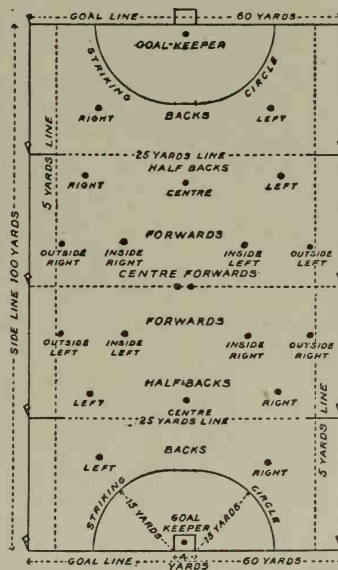 GOAL LINE 60 YARDS
GOAL-KEEPER
STRIKING CIRCLE
BACKS
RIGHT LEFT
5 YARDS LINE
25 YARDS LINE
HALF BACKS
RIGHT CENTRE LEFT
SIDE LINE 100 YARDS
FORWARDS
OUTSIDE RIGHT INSIDE RIGHT INSIDE LEFT OUTSIDE LEFT
CENTRE FORWARDS
FORWARDS
OUTSIDE LEFT INSIDE LEFT INSIDE RIGHT OUTSIDE RIGHT
HALF-BACKS
LEFT CENTRE RIGHT
25 YARDS LINE
5 YARDS LINE
BACKS
LEFT RIGHT
STRIKING CIRCLE
15 YARDS 15 YARDS
GOAL
KEEPER
GOAL LINE 4 YARDS 60 YARDS